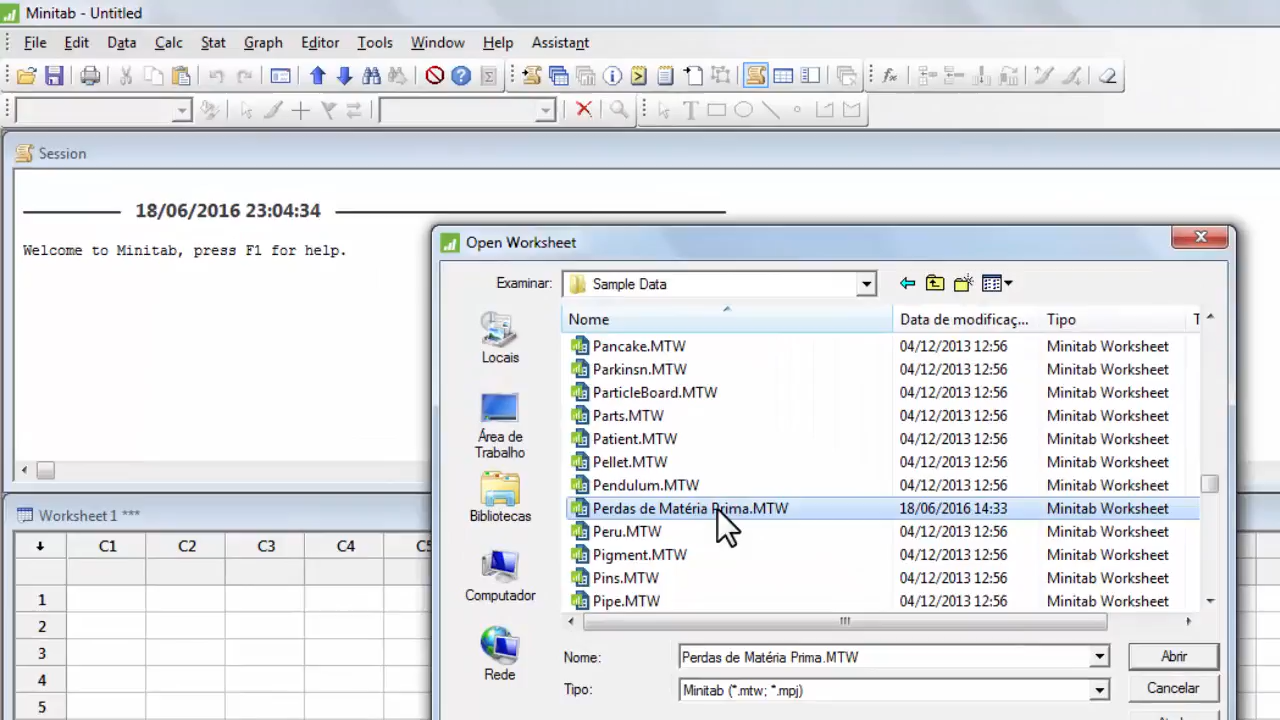 Minitab - Untitled
File Edit Data Calc Stat Graph Editor Tools Window Help Assistant
Session
18/06/2016 23:04:34
Welcome to Minitab, press F1 for help.
Open Worksheet
Examinar: Sample Data
Nome Data de modificaç... Tipo T
Locais
Área de Trabalho
Bibliotecas
Computador
Rede
Pancake.MTW 04/12/2013 12:56 Minitab Worksheet
Parkinsn.MTW 04/12/2013 12:56 Minitab Worksheet
ParticleBoard.MTW 04/12/2013 12:56 Minitab Worksheet
Parts.MTW 04/12/2013 12:56 Minitab Worksheet
Patient.MTW 04/12/2013 12:56 Minitab Worksheet
Pellet.MTW 04/12/2013 12:56 Minitab Worksheet
Pendulum.MTW 04/12/2013 12:56 Minitab Worksheet
Perdas de Matéria Prima.MTW 18/06/2016 14:33 Minitab Worksheet
Peru.MTW 04/12/2013 12:56 Minitab Worksheet
Pigment.MTW 04/12/2013 12:56 Minitab Worksheet
Pins.MTW 04/12/2013 12:56 Minitab Worksheet
Pipe.MTW 04/12/2013 12:56 Minitab Worksheet
Nome: Perdas de Matéria Prima.MTW Abrir
Tipo: Minitab (*.mtw; *.mpj) Cancelar
Worksheet 1 ***
C1 C2 C3 C4
1
2
3
4
5